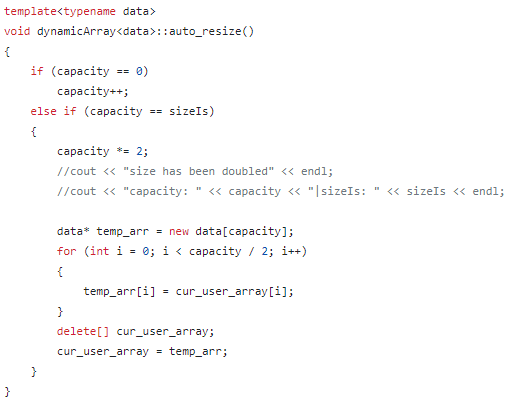 template<typename data>
void dynamicArray<data>::auto_resize()
{
    if (capacity == 0)
        capacity++;
    else if (capacity == sizeIs)
    {
        capacity *= 2;
        //cout << "size has been doubled" << endl;
        //cout << "capacity: " << capacity << "|sizeIs: " << sizeIs << endl;

        data* temp_arr = new data[capacity];
        for (int i = 0; i < capacity / 2; i++)
        {
            temp_arr[i] = cur_user_array[i];
        }
        delete[] cur_user_array;
        cur_user_array = temp_arr;
    }
}